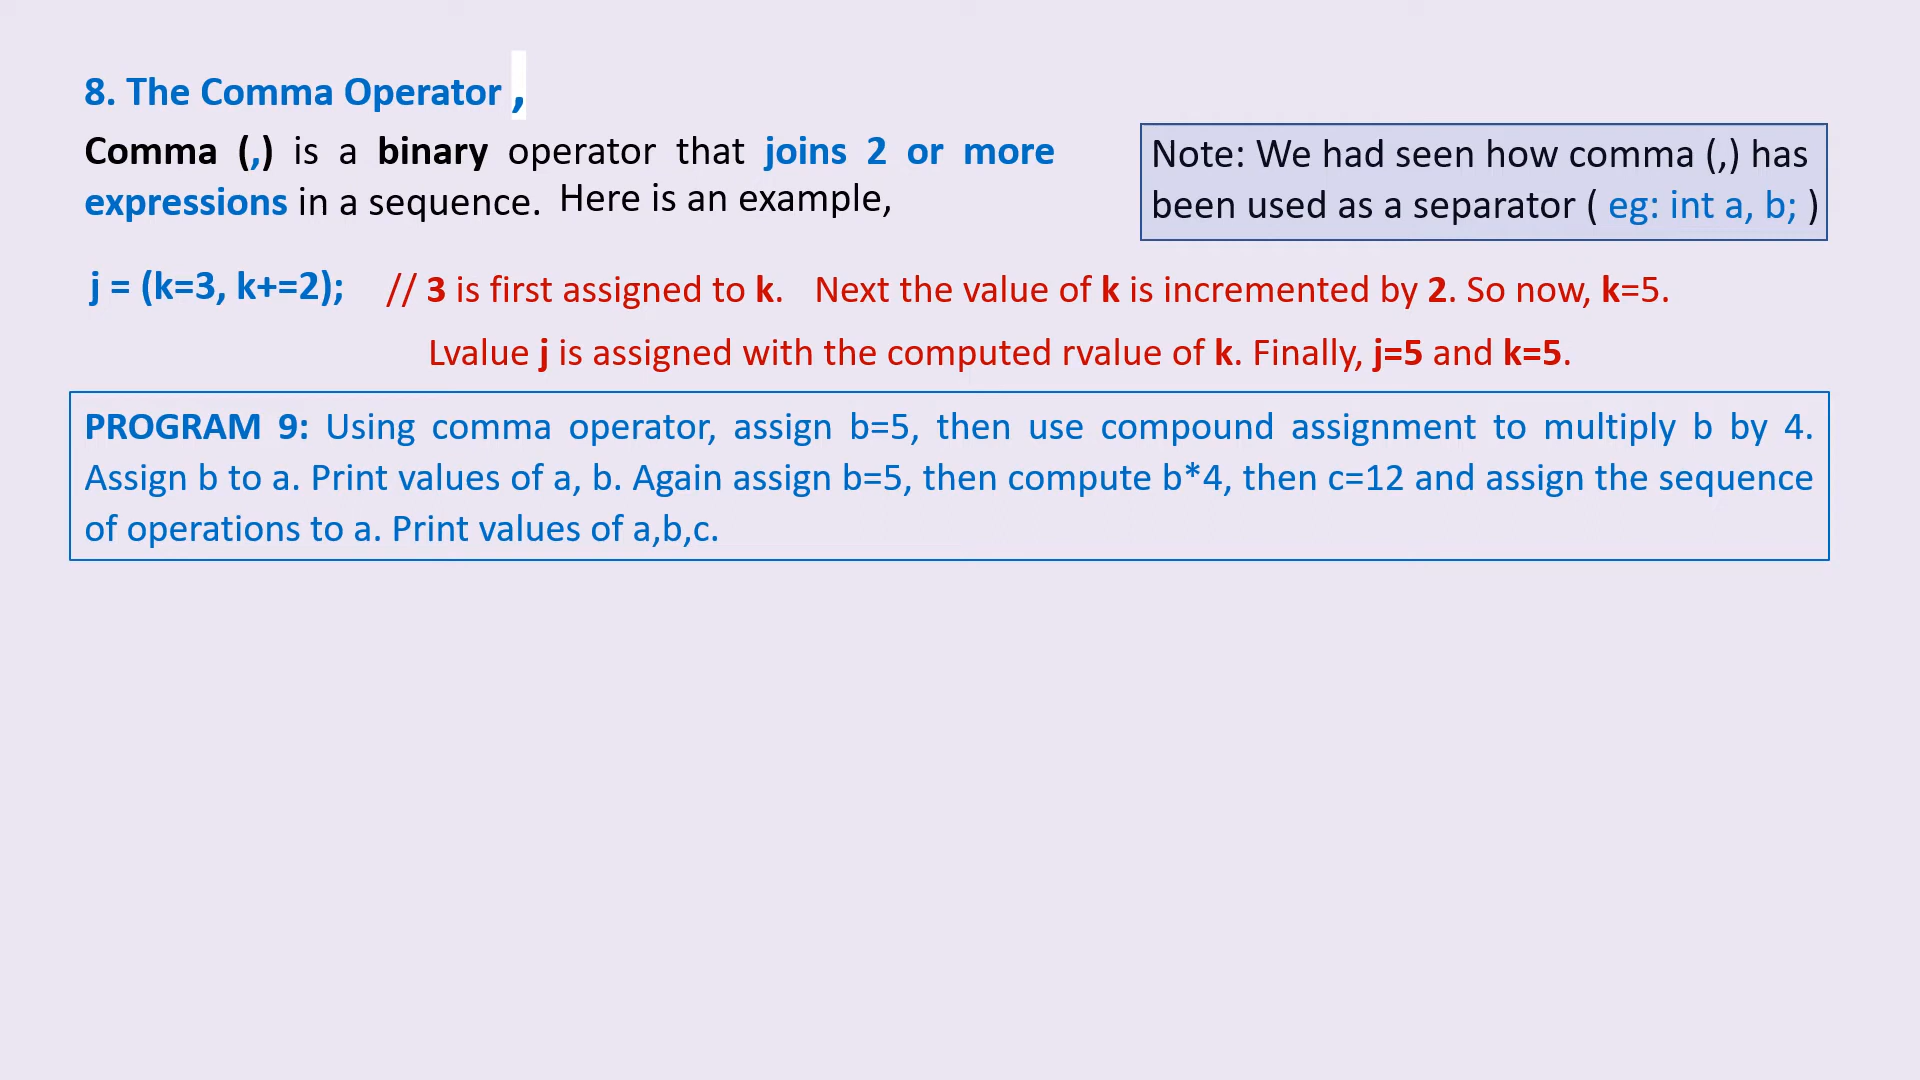 8. The Comma Operator ,
Comma (,) is a binary operator that joins 2 or more
expressions in a sequence. Here is an example,
Note: We had seen how comma (,) has
been used as a separator ( eg: int a, b; )
j = (k=3, k+=2); // 3 is first assigned to k. Next the value of k is incremented by 2. So now, k=5.
Lvalue j is assigned with the computed rvalue of k. Finally, j=5 and k=5.
PROGRAM 9: Using comma operator, assign b=5, then use compound assignment to multiply b by 4.
Assign b to a. Print values of a, b. Again assign b=5, then compute b*4, then c=12 and assign the sequence
of operations to a. Print values of a,b,c.